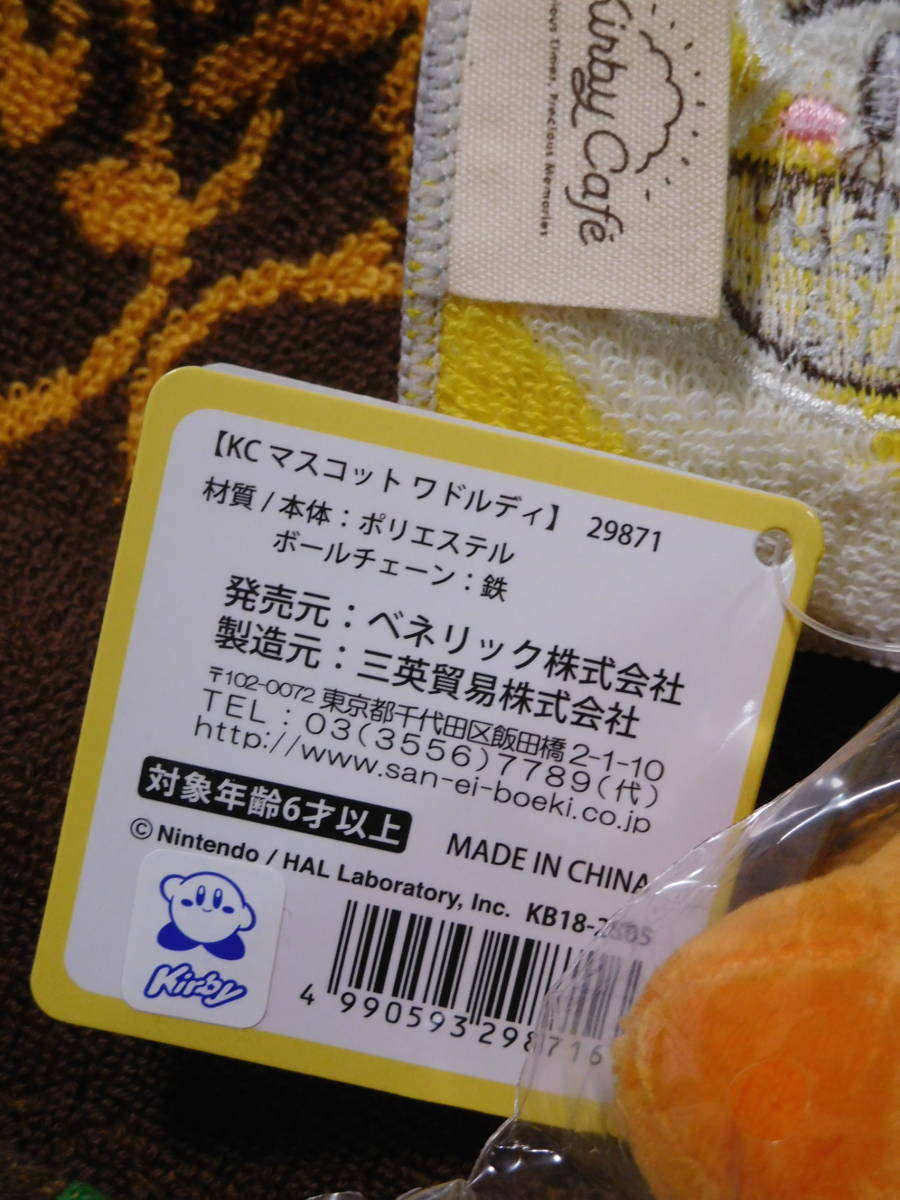 Kirby Café
Precious Memories
【KC マスコット ワドルディ】 29871
材質 / 本体：ポリエステル
ボールチェーン：鉄
発売元：ベネリック株式会社
製造元：三英貿易株式会社
〒102-0072 東京都千代田区飯田橋2-1-10
TEL：03(3556)7789(代)
http://www.san-ei-boeki.co.jp
対象年齢6才以上
MADE IN CHINA
©Nintendo / HAL Laboratory, Inc. KB18-2505
Kirby
4 990593 298716